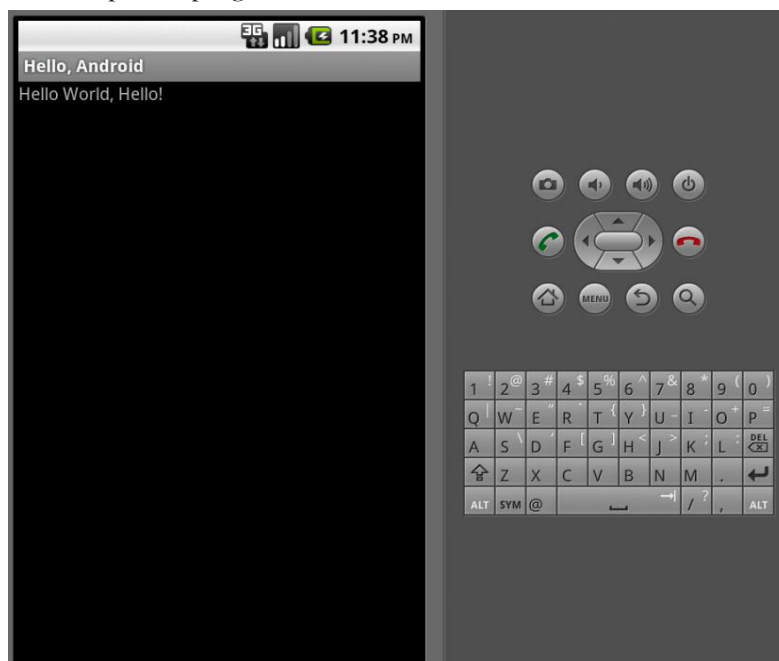 3G 11:38 PM
Hello, Android
Hello World, Hello!
MENU
1 ! 2 @ 3 # 4 $ 5 % 6 ^ 7 & 8 * 9 ( 0 )
Q | W ~ E " R ` T { Y } U _ I - O + P =
A S \ D ' F [ G ] H < J > K ; L : DEL
Z X C V B N M .
ALT SYM @ / ? , ALT